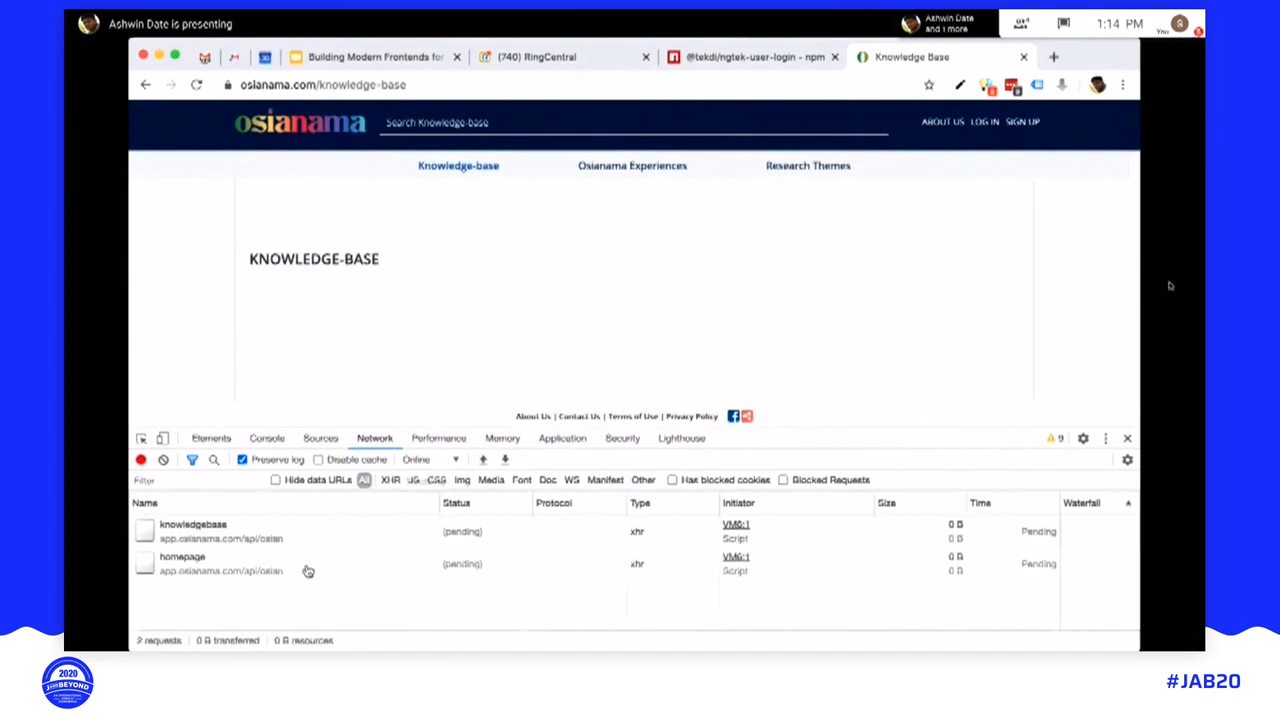 Ashwin Date is presenting
Ashwin Date
and 1 more
1:14 PM
You
S
Building Modern Frontends for
(740) RingCentral
@tekdi/ngtek-user-login - npm
Knowledge Base
osianama.com/knowledge-base
osianama
Search Knowledge-base
ABOUT US LOG IN SIGN UP
Knowledge-base
Osianama Experiences
Research Themes
KNOWLEDGE-BASE
About Us | Contact Us | Terms of Use | Privacy Policy
Elements Console Sources Network Performance Memory Application Security Lighthouse
9
Preserve log Disable cache Online
Filter Hide data URLs All XHR JS CSS Img Media Font Doc WS Manifest Other Has blocked cookies Blocked Requests
Name Status Protocol Type Initiator Size Time Waterfall
knowledgebase
app.osianama.com/api/osian
(pending) xhr
VM6:1
Script
0 B
0 B
Pending
homepage
app.osianama.com/api/osian
(pending) xhr
VM6:1
Script
0 B
0 B
Pending
2 requests 0 B transferred 0 B resources
2020
JandBEYOND
#JAB20